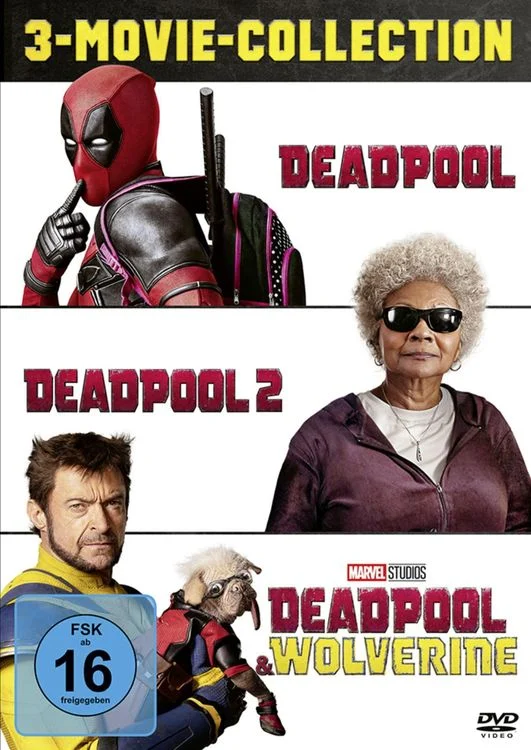 3-MOVIE-COLLECTION
DEADPOOL
DEADPOOL 2
MARVEL STUDIOS
DEADPOOL
& WOLVERINE
FSK
ab
16
freigegeben
DVD
VIDEO